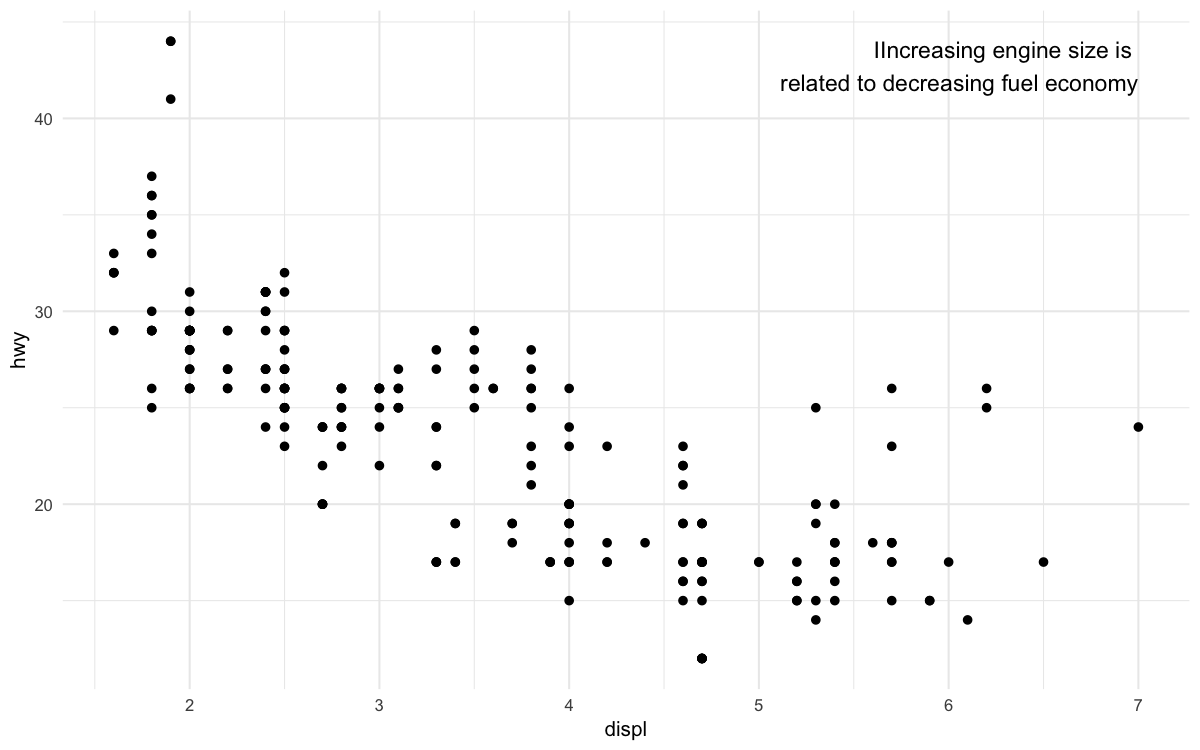 IIncreasing engine size is
related to decreasing fuel economy
40
30
20
hwy
2 3 4 5 6 7
displ